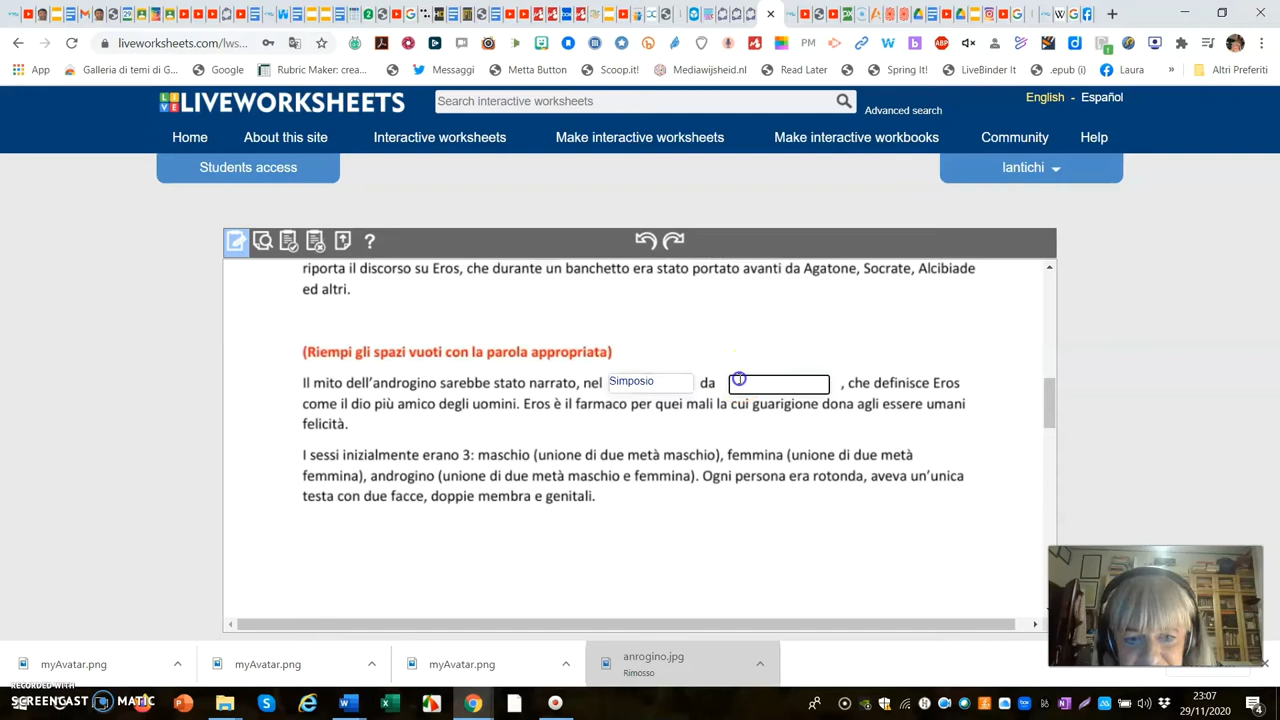 liveworksheets.com/lws...
PM
ABP
App
Galleria di temi di G...
Google
Rubric Maker: crea...
Messaggi
Metta Button
Scoop.it!
Mediawijsheid.nl
Read Later
Spring It!
LiveBinder It
.epub (i)
Laura
»
Altri Preferiti
LIVEWORKSHEETS
Search interactive worksheets
Advanced search
English - Español
Home
About this site
Interactive worksheets
Make interactive worksheets
Make interactive workbooks
Community
Help
Students access
lantichi
?
riporta il discorso su Eros, che durante un banchetto era stato portato avanti da Agatone, Socrate, Alcibiade
ed altri.
(Riempi gli spazi vuoti con la parola appropriata)
Il mito dell'androgino sarebbe stato narrato, nel Simposio da , che definisce Eros
come il dio più amico degli uomini. Eros è il farmaco per quei mali la cui guarigione dona agli essere umani
felicità.
I sessi inizialmente erano 3: maschio (unione di due metà maschio), femmina (unione di due metà
femmina), androgino (unione di due metà maschio e femmina). Ogni persona era rotonda, aveva un'unica
testa con due facce, doppie membra e genitali.
myAvatar.png
myAvatar.png
myAvatar.png
anrogino.jpg
Rimosso
RECORDED WITH
SCREENCAST MATIC
23:07
29/11/2020
4